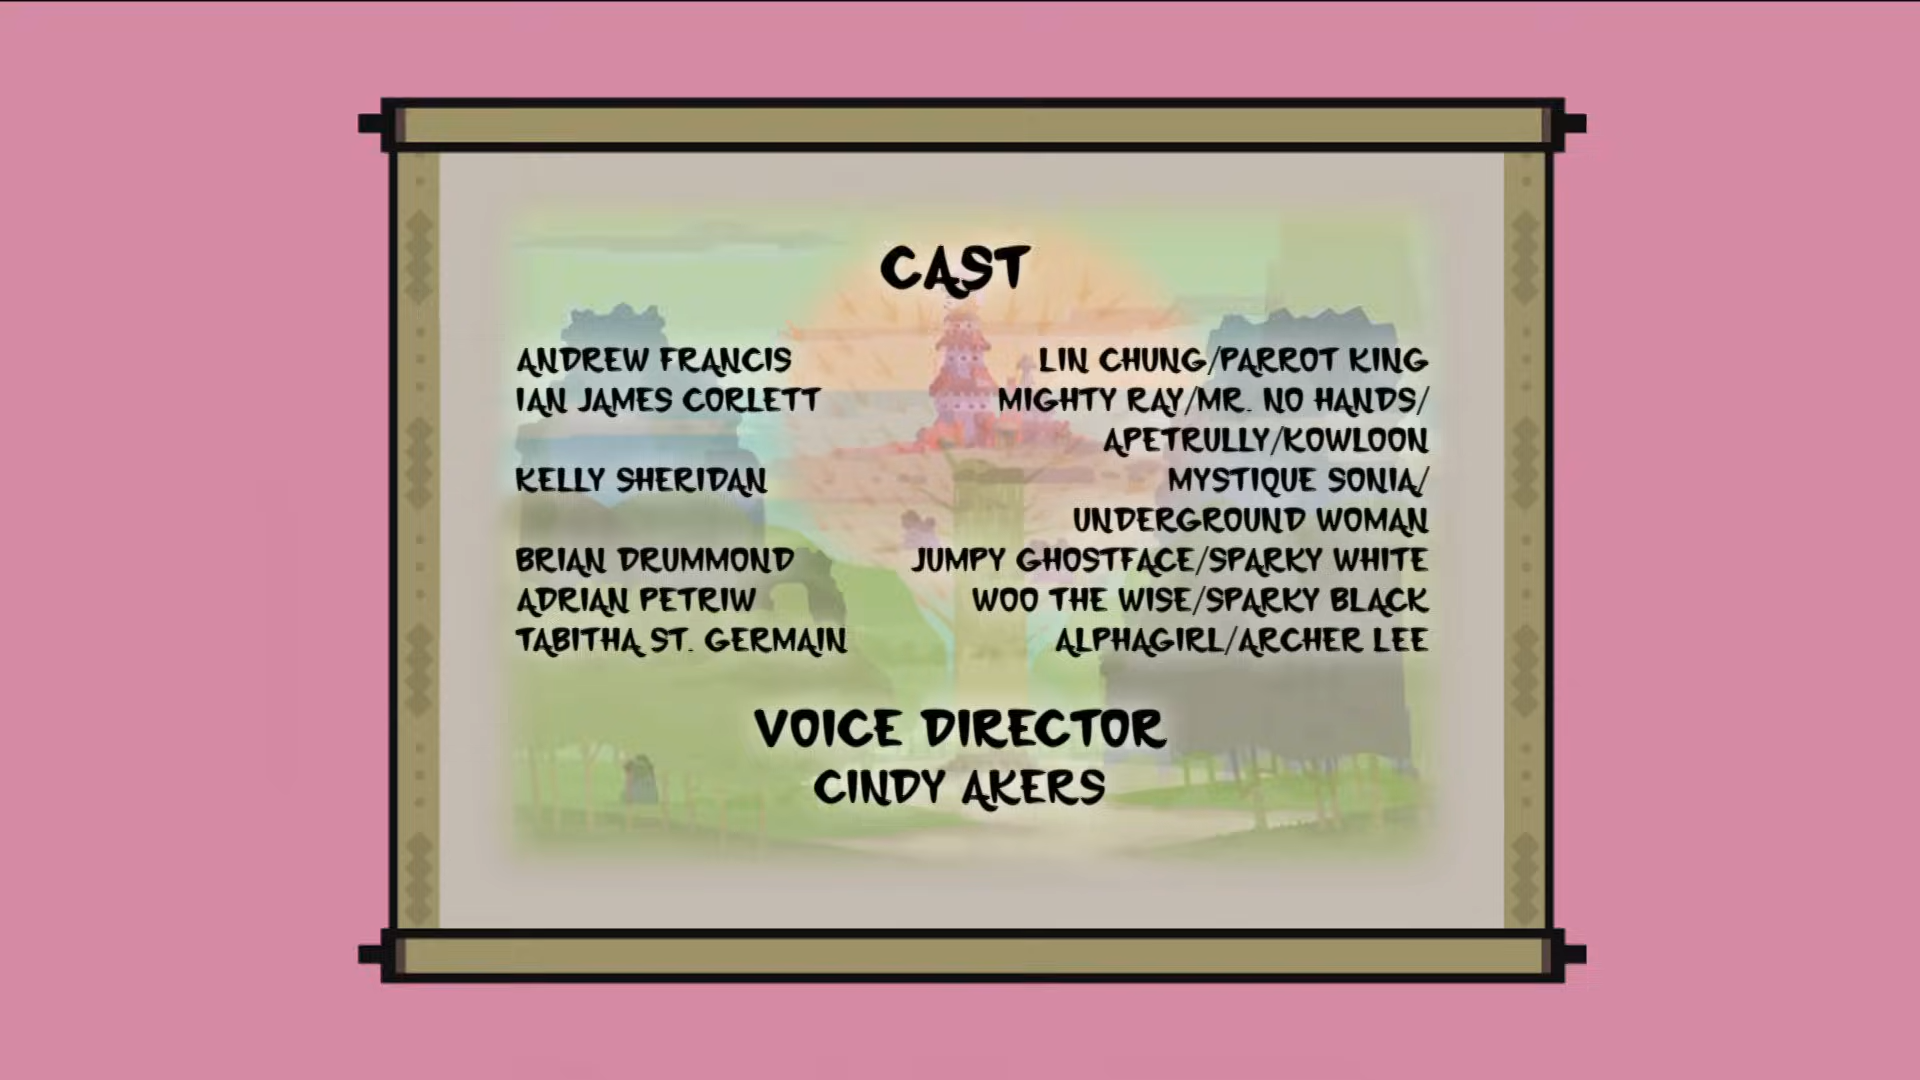 CAST
ANDREW FRANCIS LIN CHUNG/PARROT KING
IAN JAMES CORLETT MIGHTY RAY/MR. NO HANDS/
APETRULLY/KOWLOON
KELLY SHERIDAN MYSTIQUE SONIA/
UNDERGROUND WOMAN
BRIAN DRUMMOND JUMPY GHOSTFACE/SPARKY WHITE
ADRIAN PETRIW WOO THE WISE/SPARKY BLACK
TABITHA ST. GERMAIN ALPHAGIRL/ARCHER LEE
VOICE DIRECTOR
CINDY AKERS